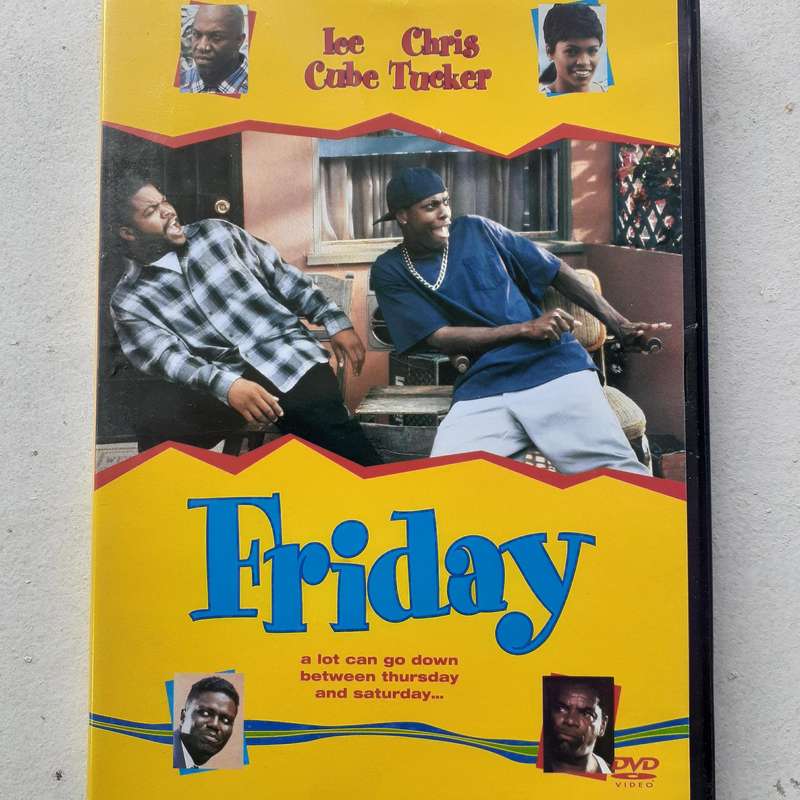 Ice Chris
Cube Tucker
Friday
a lot can go down
between thursday
and saturday...
DVD
VIDEO